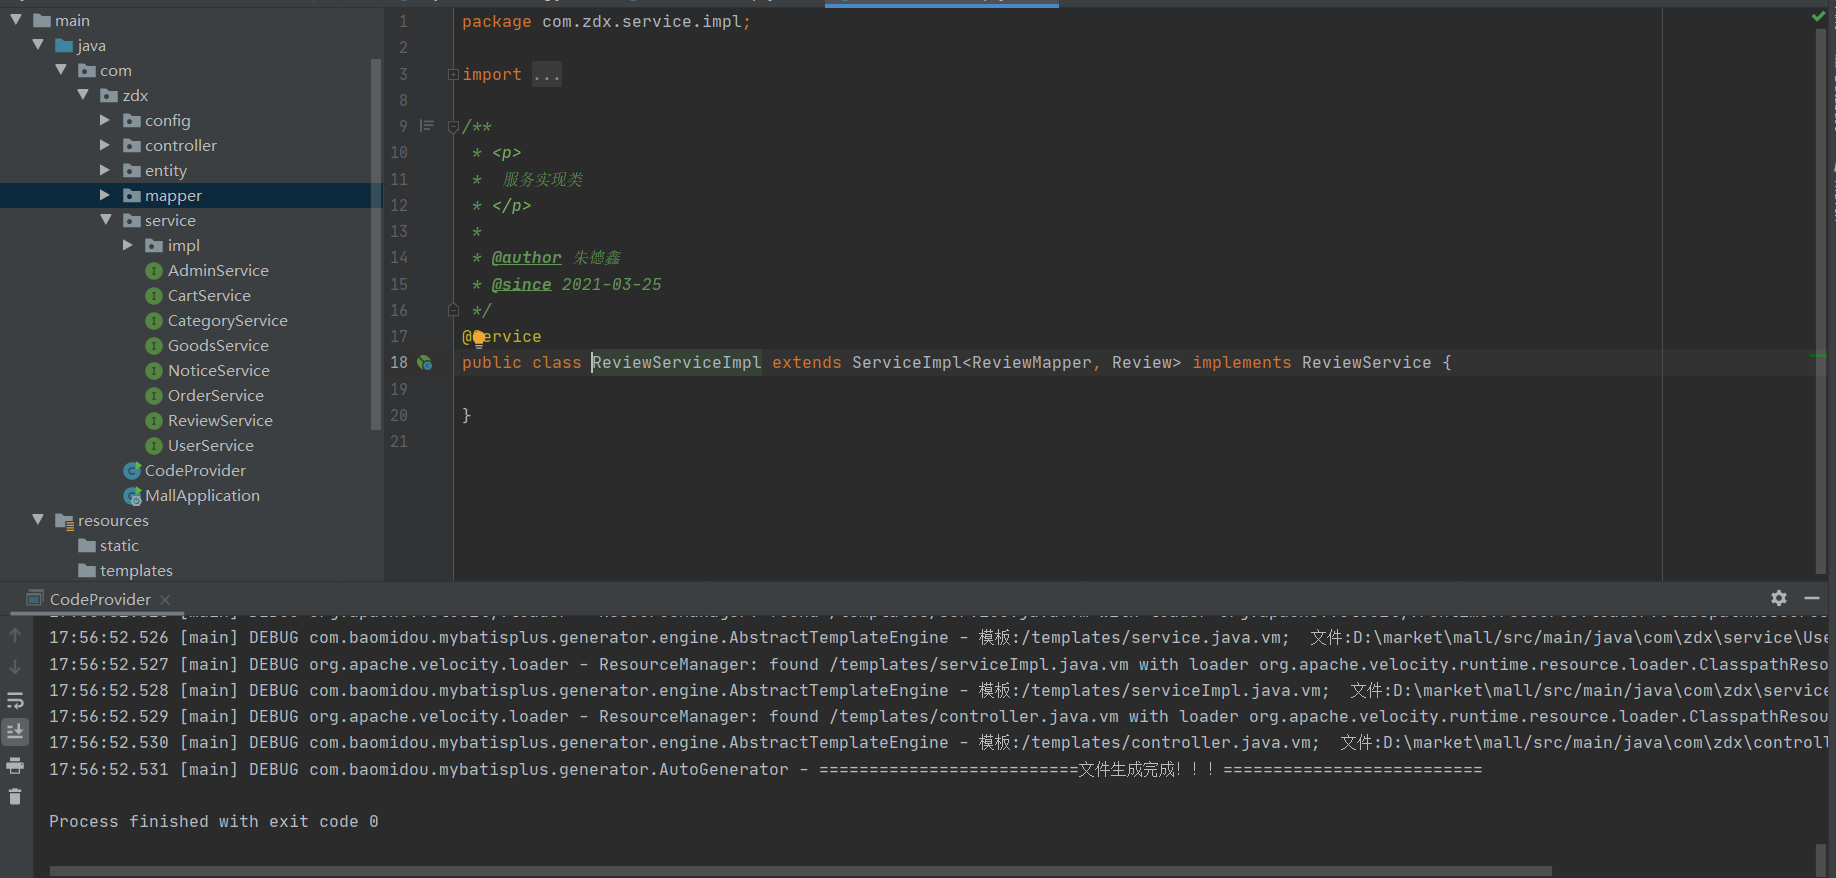 main
java
com
zdx
config
controller
entity
mapper
service
impl
AdminService
CartService
CategoryService
GoodsService
NoticeService
OrderService
ReviewService
UserService
CodeProvider
MallApplication
resources
static
templates
1 package com.zdx.service.impl;
2
3 import ...
8
9 /**
10 * <p>
11 * 服务实现类
12 * </p>
13 *
14 * @author 朱德鑫
15 * @since 2021-03-25
16 */
17 @Service
18 public class ReviewServiceImpl extends ServiceImpl<ReviewMapper, Review> implements ReviewService {
19
20 }
21
CodeProvider
17:56:52.526 [main] DEBUG com.baomidou.mybatisplus.generator.engine.AbstractTemplateEngine - 模板:/templates/service.java.vm; 文件:D:\market\mall/src/main/java\com\zdx\service\Use
17:56:52.527 [main] DEBUG org.apache.velocity.loader - ResourceManager: found /templates/serviceImpl.java.vm with loader org.apache.velocity.runtime.resource.loader.ClasspathReso
17:56:52.528 [main] DEBUG com.baomidou.mybatisplus.generator.engine.AbstractTemplateEngine - 模板:/templates/serviceImpl.java.vm; 文件:D:\market\mall/src/main/java\com\zdx\service
17:56:52.529 [main] DEBUG org.apache.velocity.loader - ResourceManager: found /templates/controller.java.vm with loader org.apache.velocity.runtime.resource.loader.ClasspathResou
17:56:52.530 [main] DEBUG com.baomidou.mybatisplus.generator.engine.AbstractTemplateEngine - 模板:/templates/controller.java.vm; 文件:D:\market\mall/src/main/java\com\zdx\controll
17:56:52.531 [main] DEBUG com.baomidou.mybatisplus.generator.AutoGenerator - ==========================文件生成完成！！！==========================
Process finished with exit code 0